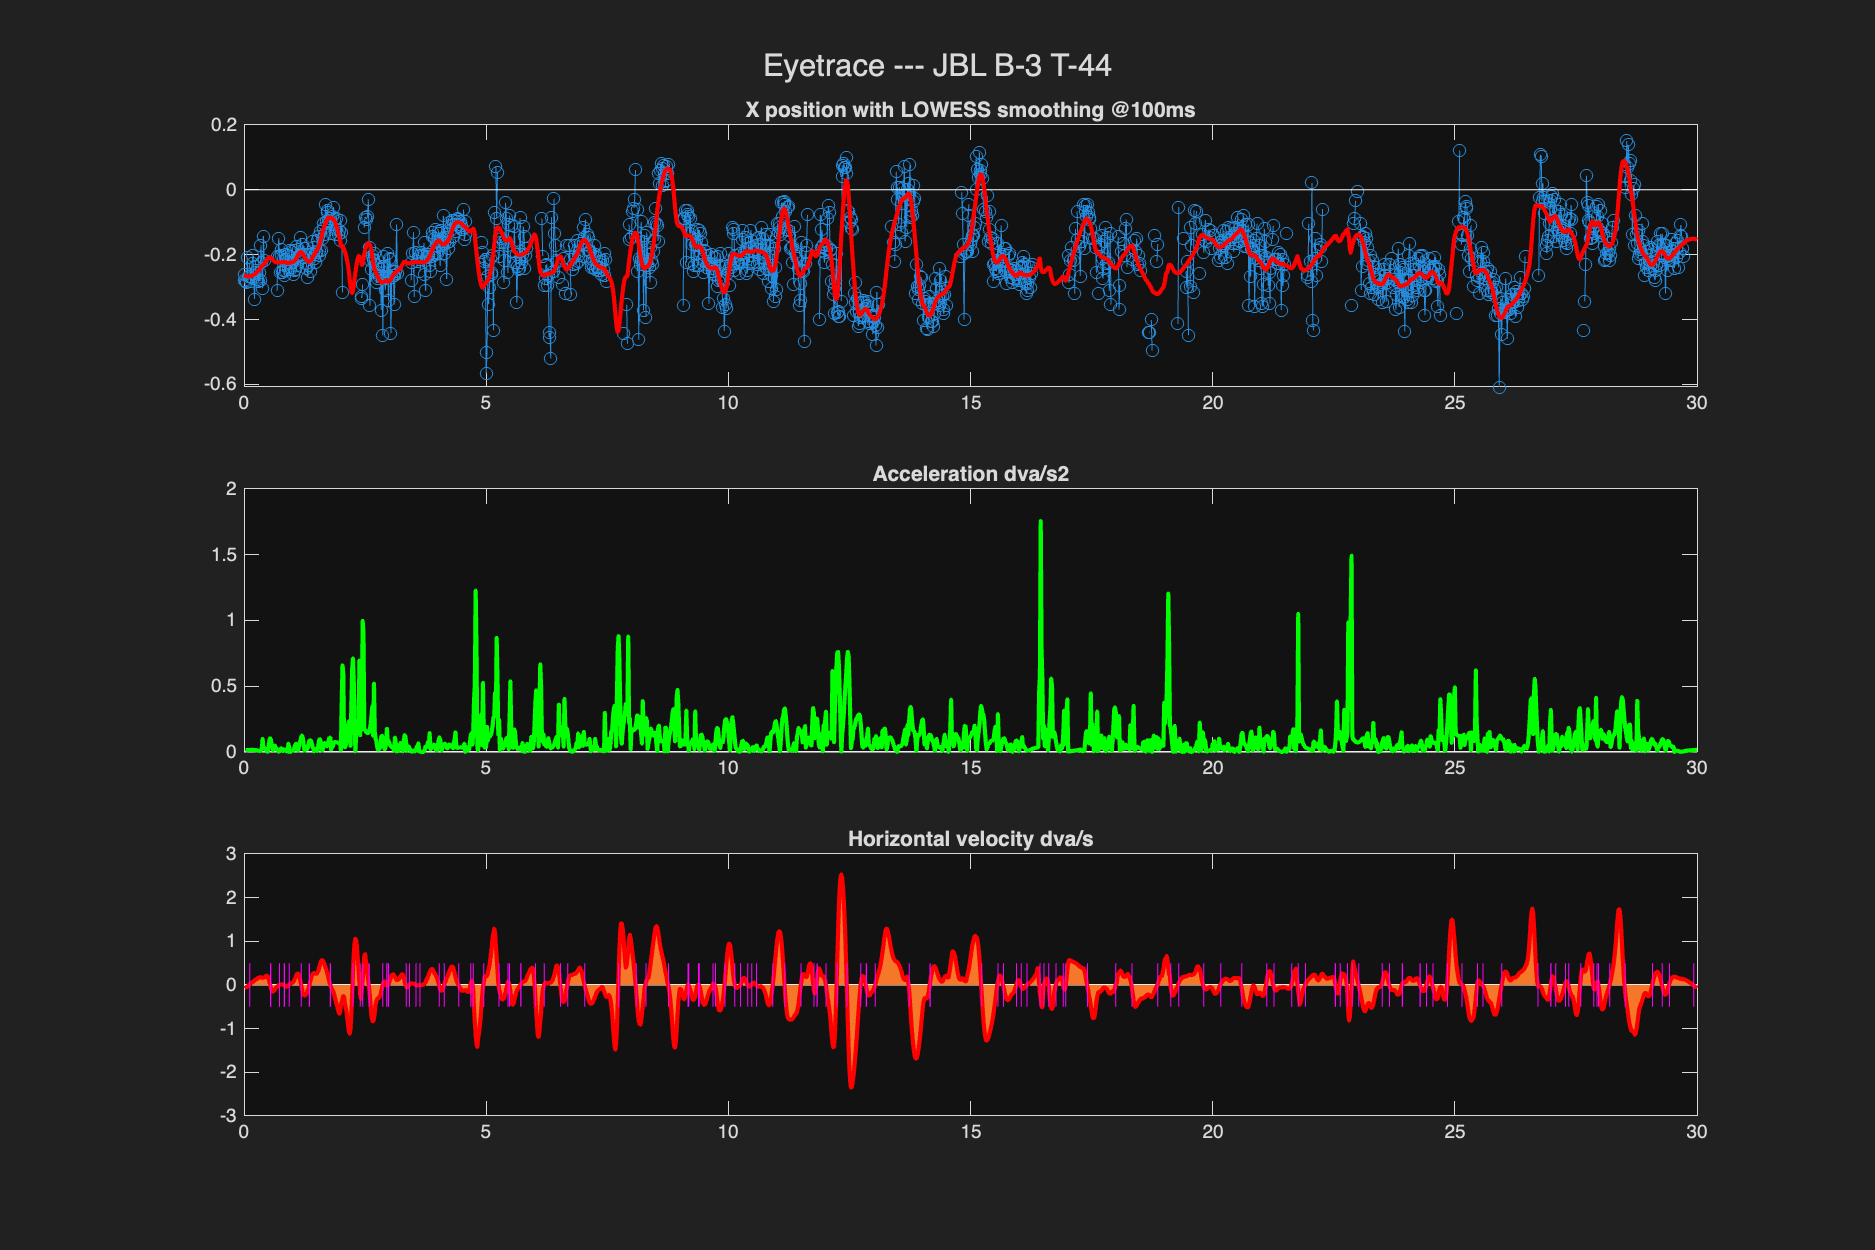 Eyetrace --- JBL B-3 T-44
X position with LOWESS smoothing @100ms
0.2
0
-0.2
-0.4
-0.6
0 5 10 15 20 25 30
Acceleration dva/s2
2
1.5
1
0.5
0
0 5 10 15 20 25 30
Horizontal velocity dva/s
3
2
1
0
-1
-2
-3
0 5 10 15 20 25 30